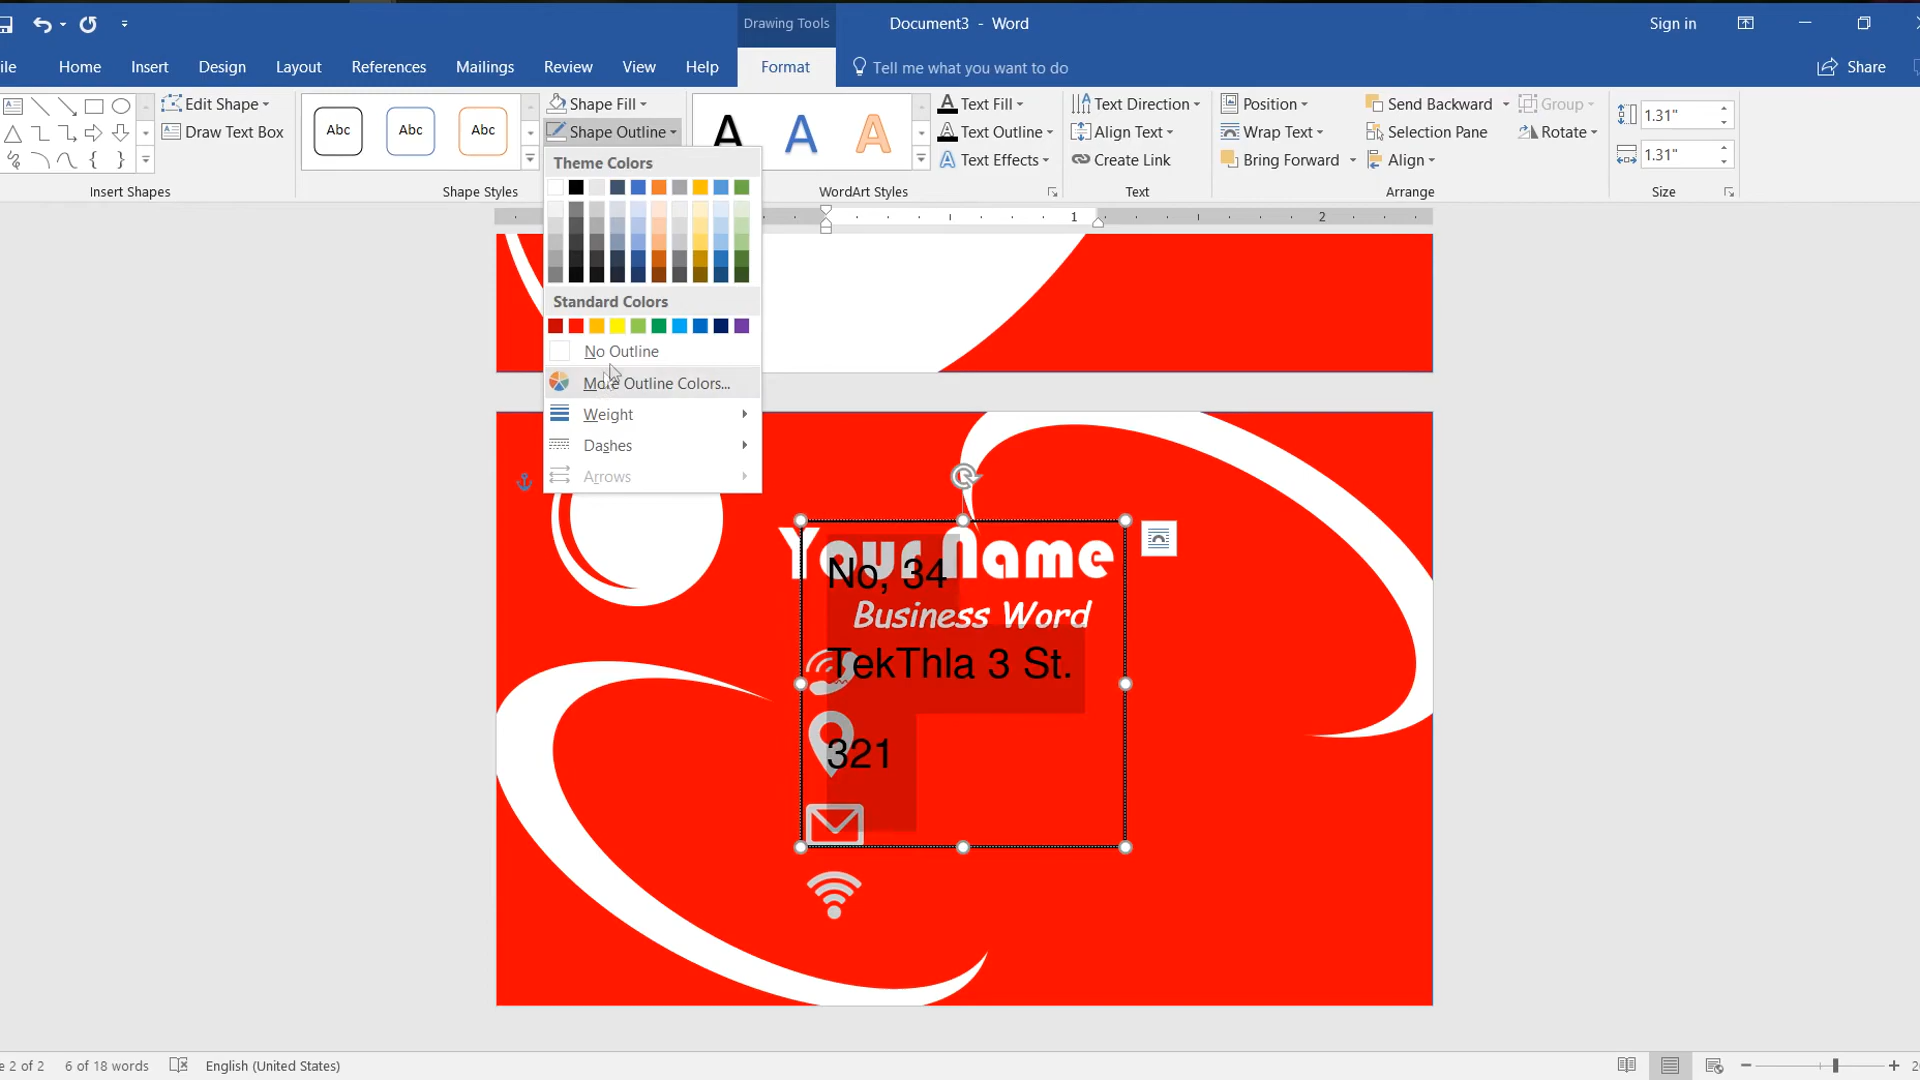 Drawing Tools
Document3 - Word
Sign in
ile Home Insert Design Layout References Mailings Review View Help Format Tell me what you want to do Share
Edit Shape
Draw Text Box
Insert Shapes
Abc Abc Abc
Shape Styles
Shape Fill
Shape Outline
A A A
WordArt Styles
Text Fill
Text Outline
Text Effects
Text Direction
Align Text
Create Link
Text
Position
Wrap Text
Bring Forward
Send Backward
Selection Pane
Align
Group
Rotate
Arrange
1.31"
1.31"
Size
Theme Colors
Standard Colors
No Outline
More Outline Colors...
Weight
Dashes
Arrows
1 2
Your Name
No, 34
Business Word
TekThla 3 St.
321
e 2 of 2 6 of 18 words English (United States)